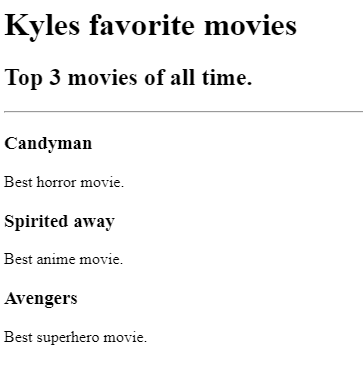 Kyles favorite movies
Top 3 movies of all time.
Candyman
Best horror movie.
Spirited away
Best anime movie.
Avengers
Best superhero movie.